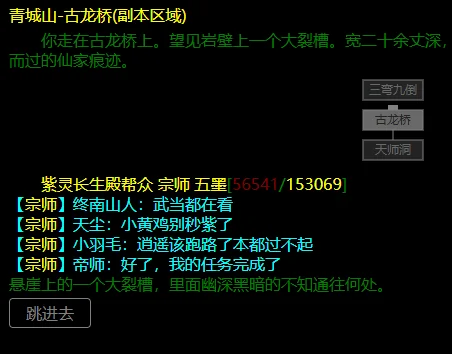 青城山-古龙桥(副本区域)
你走在古龙桥上。望见岩壁上一个大裂槽。宽二十余丈深，
而过的仙家痕迹。
三弯九倒
古龙桥
天师洞
紫灵长生殿帮众 宗师 五墨[56541/153069]
【宗师】终南山人：武当都在看
【宗师】天尘：小黄鸡别秒紫了
【宗师】小羽毛：逍遥该跑路了本都过不起
【宗师】帝师：好了，我的任务完成了
悬崖上的一个大裂槽，里面幽深黑暗的不知通往何处。
跳进去